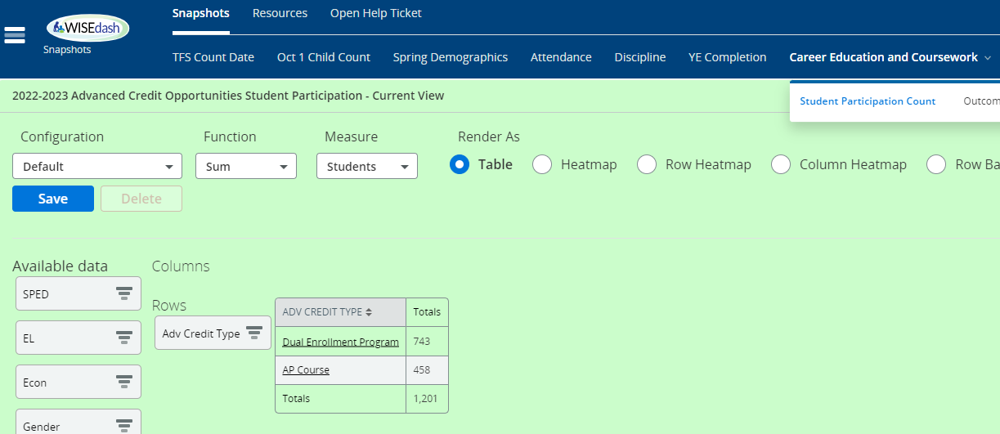 Snapshots Resources Open Help Ticket
WISEdash
Snapshots
TFS Count Date Oct 1 Child Count Spring Demographics Attendance Discipline YE Completion Career Education and Coursework
2022-2023 Advanced Credit Opportunities Student Participation - Current View
Student Participation Count Outcom
Configuration Function Measure Render As
Default Sum Students Table Heatmap Row Heatmap Column Heatmap Row Ba
Save Delete
Available data Columns
SPED
Rows
EL
Econ
Gender
Adv Credit Type
ADV CREDIT TYPE Totals
Dual Enrollment Program 743
AP Course 458
Totals 1,201